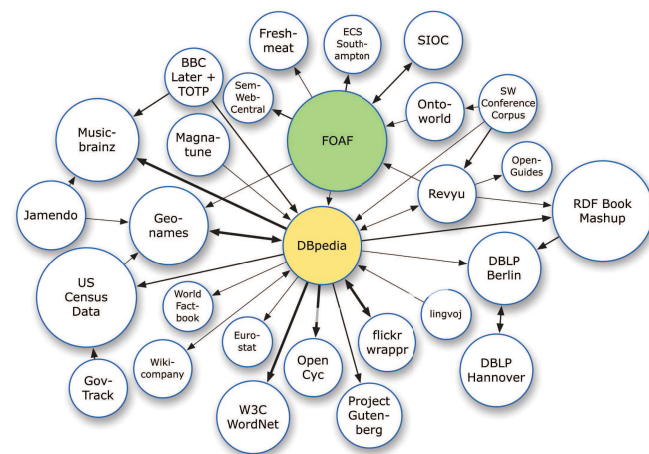 Fresh-
meat
ECS
South-
ampton
SIOC
BBC
Later +
TOTP
Sem-
Web-
Central
FOAF
Onto-
world
SW
Conference
Corpus
Music-
brainz
Magna-
tune
Open-
Guides
Revyu
RDF Book
Mashup
Jamendo
Geo-
names
DBpedia
US
Census
Data
World
Fact-
book
lingvoj
DBLP
Berlin
Euro-
stat
flickr
wrappr
Wiki-
company
Open
Cyc
DBLP
Hannover
Gov-
Track
W3C
WordNet
Project
Guten-
berg